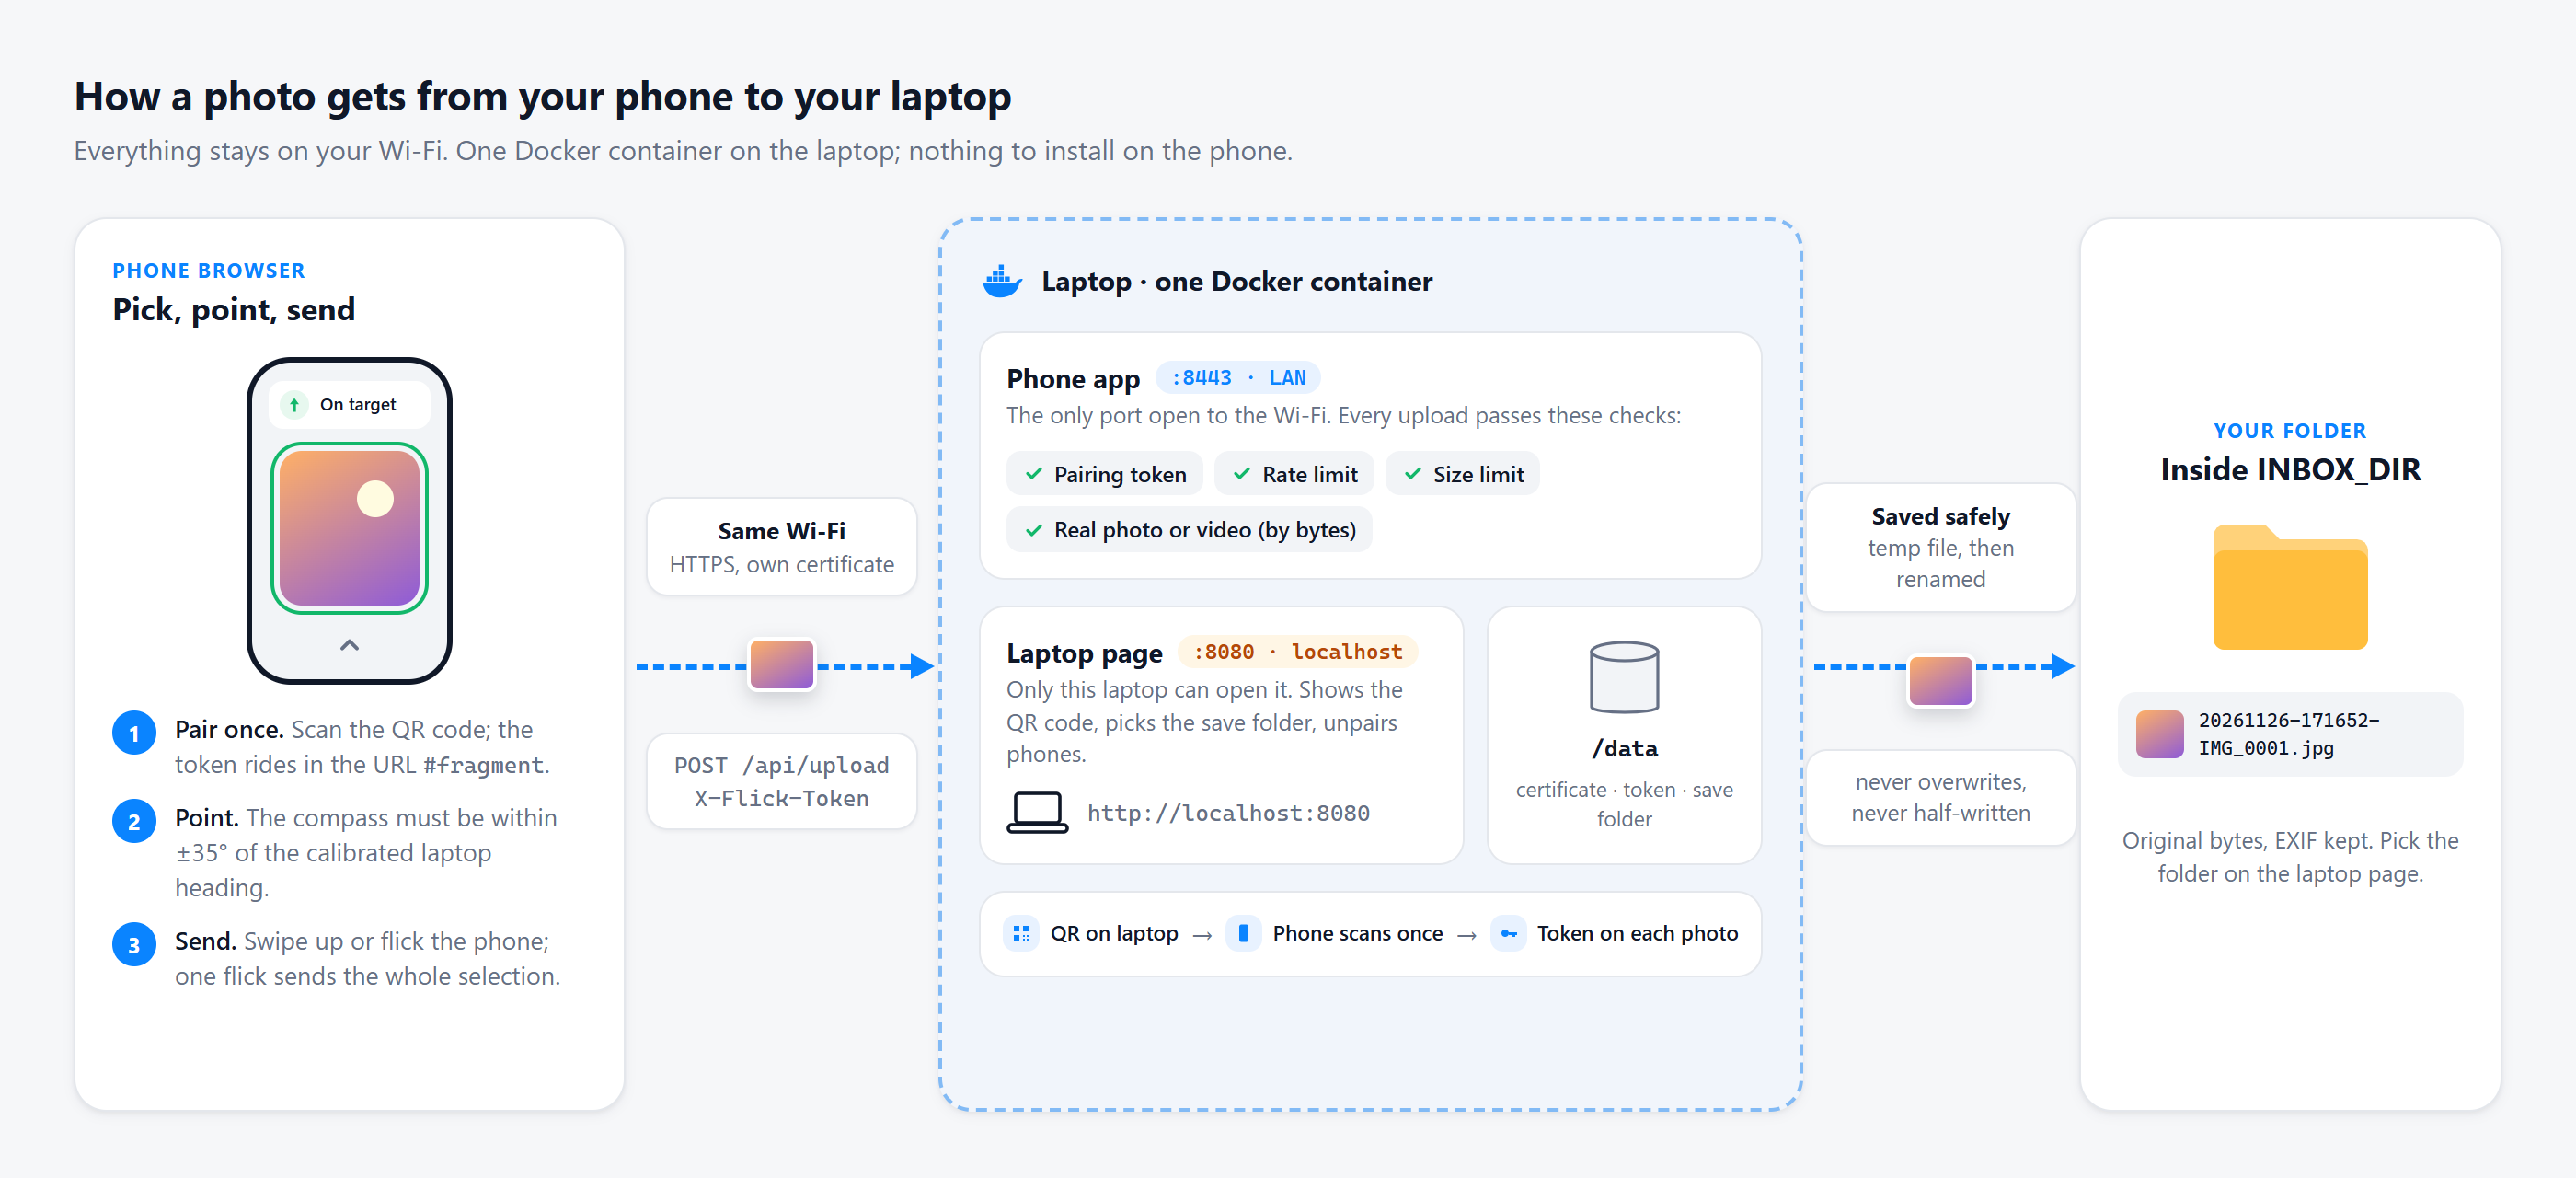 How a photo gets from your phone to your laptop
Everything stays on your Wi-Fi. One Docker container on the laptop; nothing to install on the phone.
PHONE BROWSER
Pick, point, send
On target
1
Pair once. Scan the QR code; the
token rides in the URL #fragment.
2
Point. The compass must be within
±35° of the calibrated laptop
heading.
3
Send. Swipe up or flick the phone;
one flick sends the whole selection.
Same Wi-Fi
HTTPS, own certificate
POST /api/upload
X-Flick-Token
Laptop · one Docker container
Phone app :8443 · LAN
The only port open to the Wi-Fi. Every upload passes these checks:
Pairing token
Rate limit
Size limit
Real photo or video (by bytes)
Laptop page :8080 · localhost
Only this laptop can open it. Shows the
QR code, picks the save folder, unpairs
phones.
http://localhost:8080
/data
certificate · token · save
folder
QR on laptop → Phone scans once → Token on each photo
Saved safely
temp file, then
renamed
never overwrites,
never half-written
YOUR FOLDER
Inside INBOX_DIR
20261126-171652-
IMG_0001.jpg
Original bytes, EXIF kept. Pick the
folder on the laptop page.